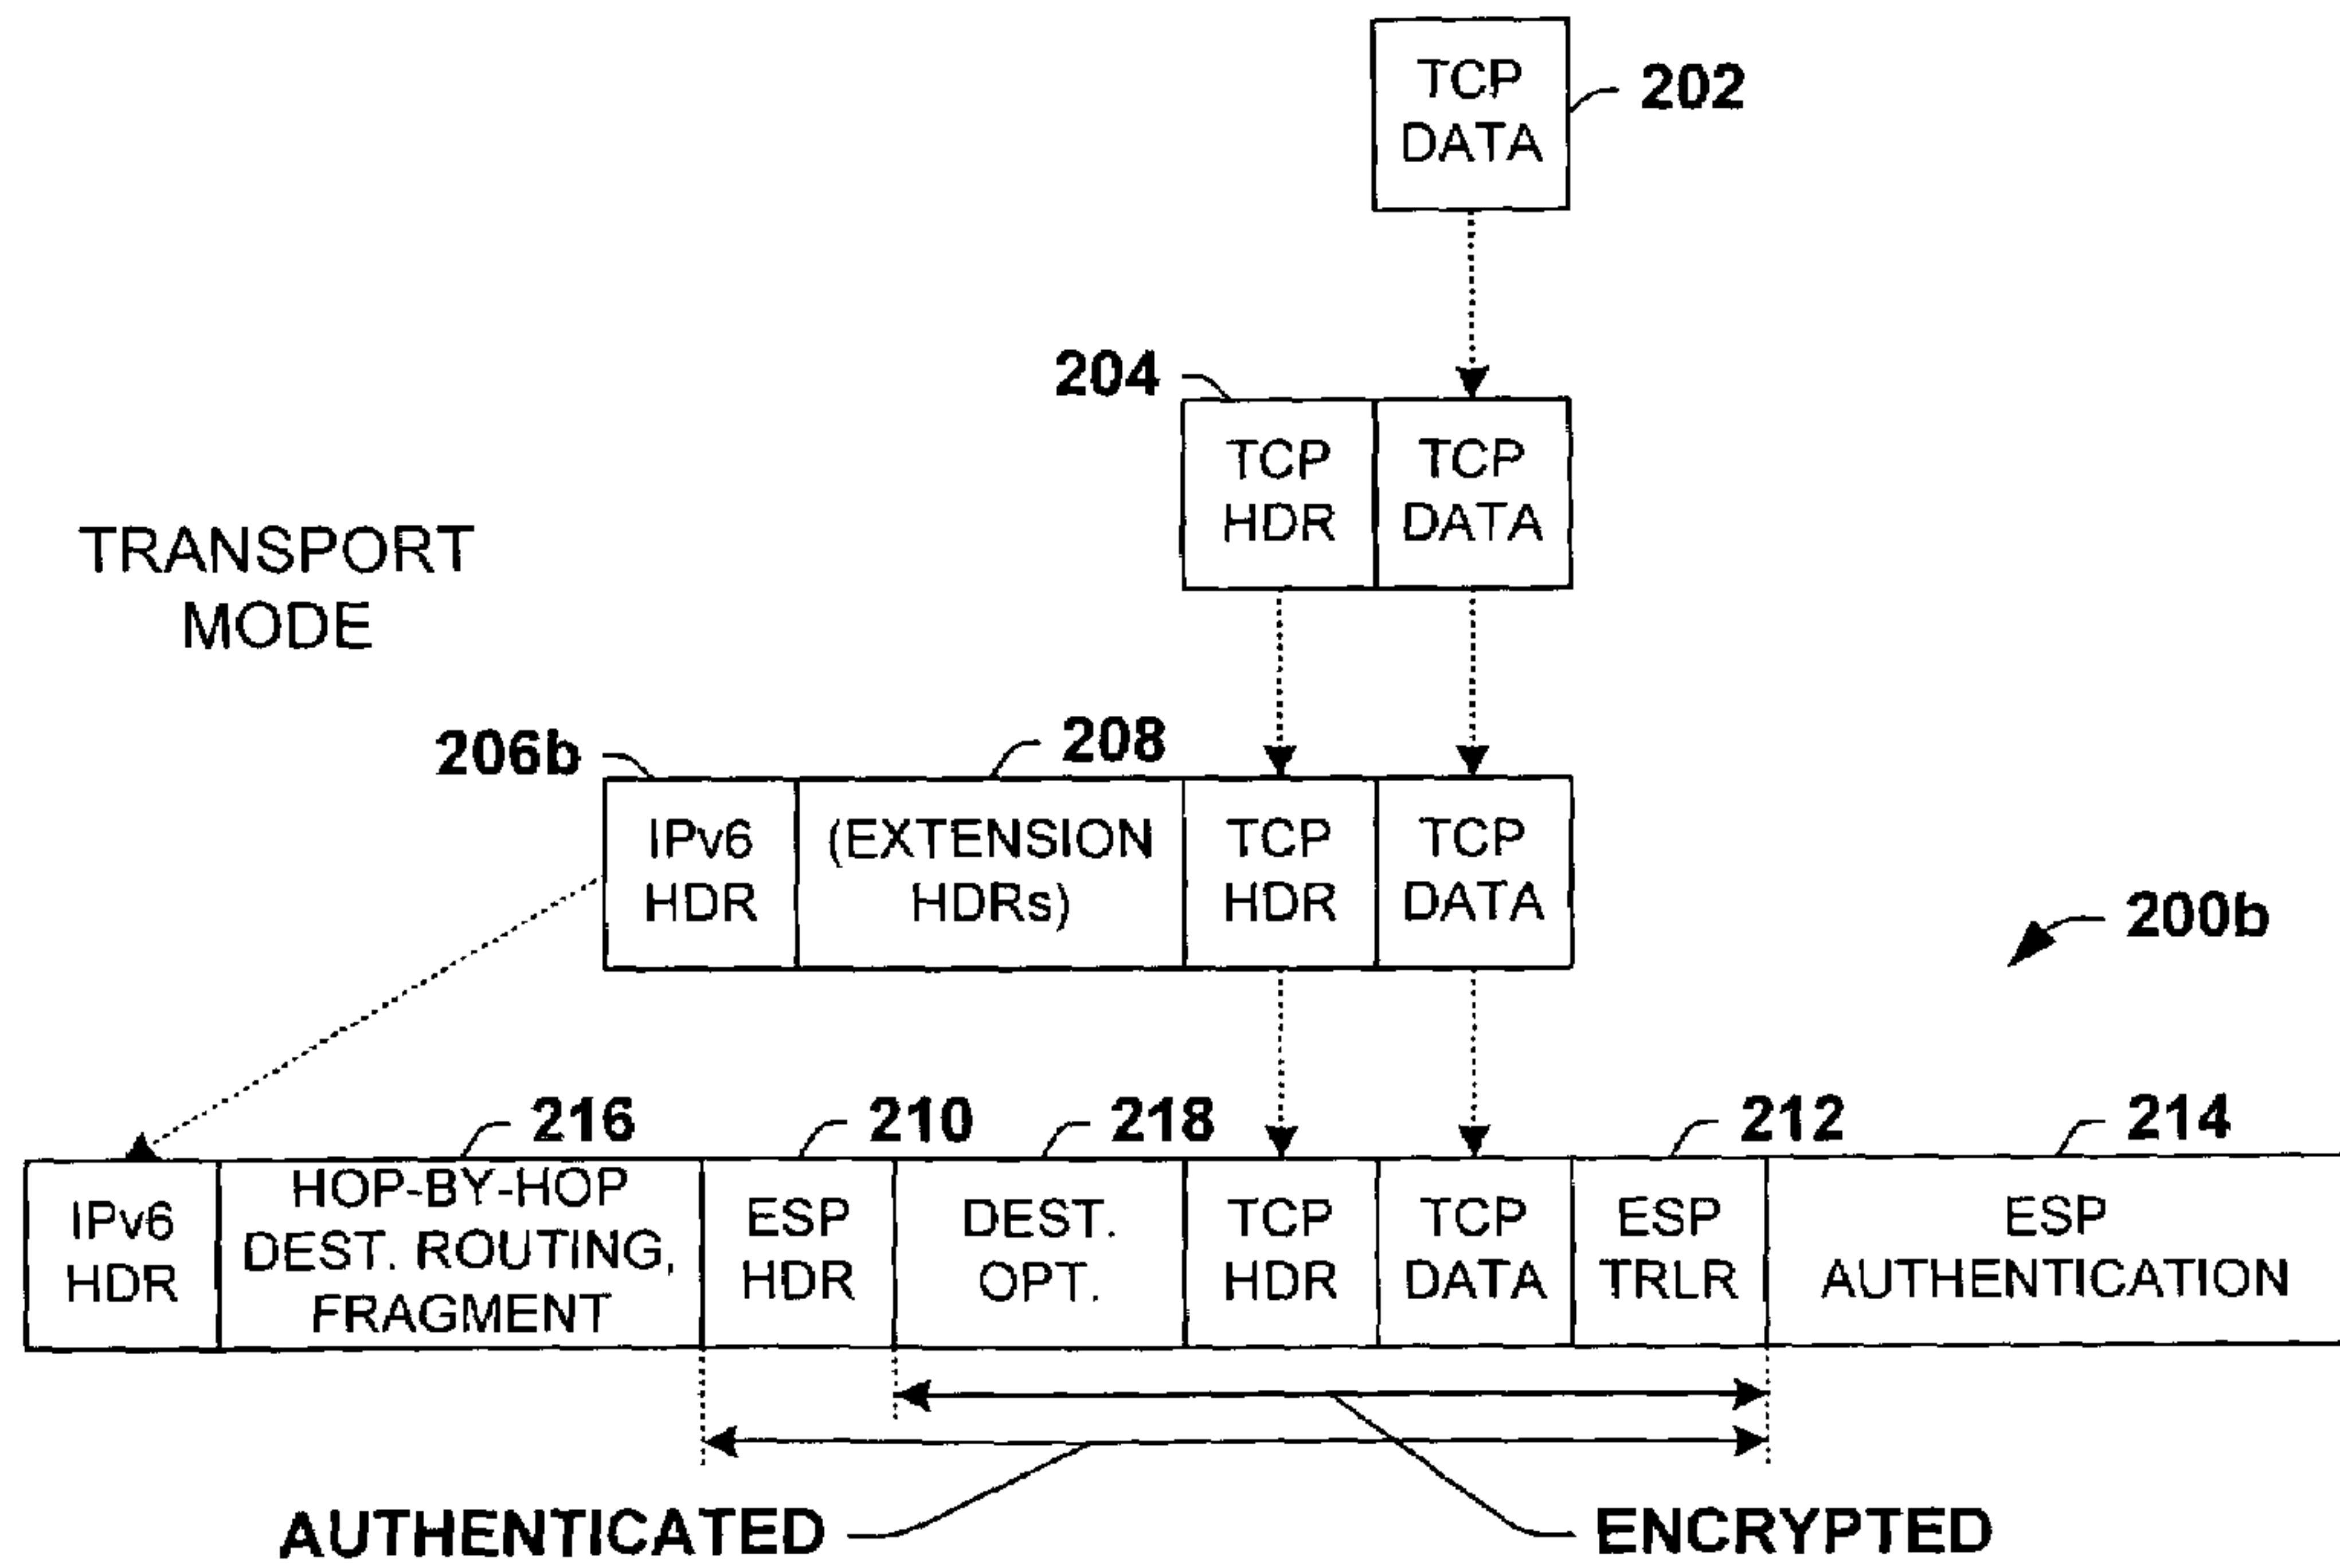 TCP
DATA
202
204
TCP
HDR
TCP
DATA
TRANSPORT
MODE
206b
208
IPv6
HDR
(EXTENSION
HDRs)
TCP
HDR
TCP
DATA
200b
216
210
218
212
214
IPv6
HDR
HOP-BY-HOP
DEST. ROUTING,
FRAGMENT
ESP
HDR
DEST.
OPT.
TCP
HDR
TCP
DATA
ESP
TRLR
ESP
AUTHENTICATION
AUTHENTICATED
ENCRYPTED